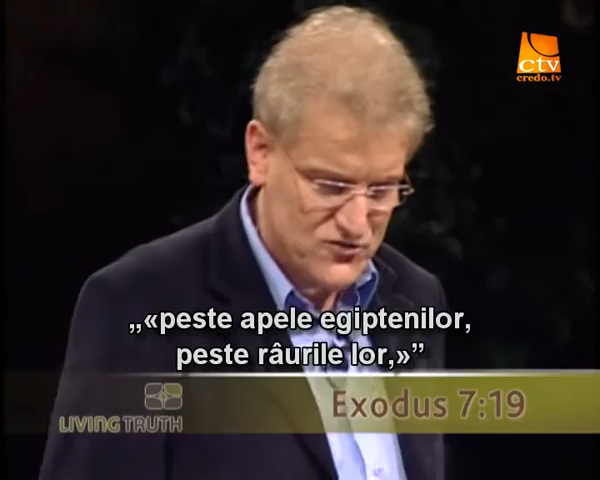 ctv
credo.tv
„«peste apele egiptenilor,
peste râurile lor,»”
Exodus 7:19
LIVING TRUTH